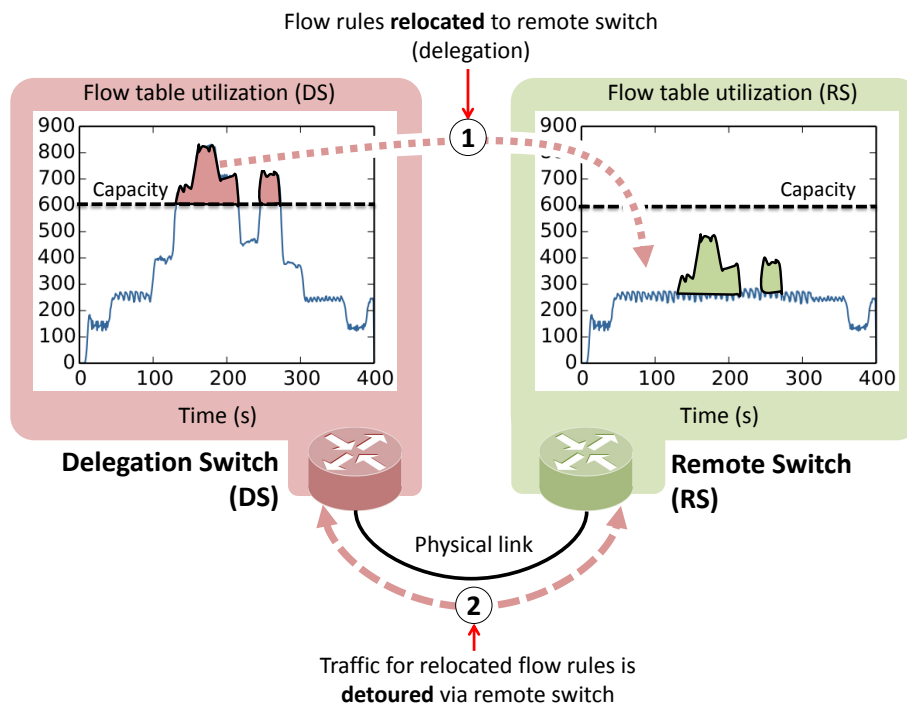 Flow rules relocated to remote switch
(delegation)
Flow table utilization (DS)
900
800
700
600
500
400
300
200
100
0
Capacity
0 100 200 300 400
Time (s)
1
Flow table utilization (RS)
900
800
700
600
500
400
300
200
100
0
Capacity
0 100 200 300 400
Time (s)
Delegation Switch
(DS)
Remote Switch
(RS)
Physical link
2
Traffic for relocated flow rules is
detoured via remote switch